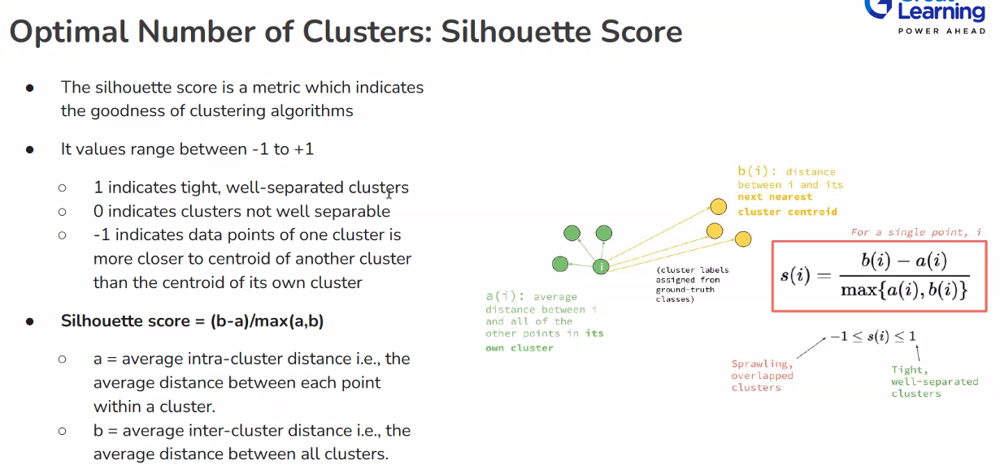 Great
Learning
POWER AHEAD
Optimal Number of Clusters: Silhouette Score
● The silhouette score is a metric which indicates
the goodness of clustering algorithms
● It values range between -1 to +1
○ 1 indicates tight, well-separated clusters
○ 0 indicates clusters not well separable
○ -1 indicates data points of one cluster is
more closer to centroid of another cluster
than the centroid of its own cluster
● Silhouette score = (b-a)/max(a,b)
○ a = average intra-cluster distance i.e., the
average distance between each point
within a cluster.
○ b = average inter-cluster distance i.e., the
average distance between all clusters.
b(i): distance
between i and its
next nearest
cluster centroid
i
(cluster labels
assigned from
ground-truth
classes)
a(i): average
distance between i
and all of the
other points in its
own cluster
For a single point, i
s(i) = (b(i) − a(i)) / max{a(i), b(i)}
−1 ≤ s(i) ≤ 1
Sprawling,
overlapped
clusters
Tight,
well-separated
clusters